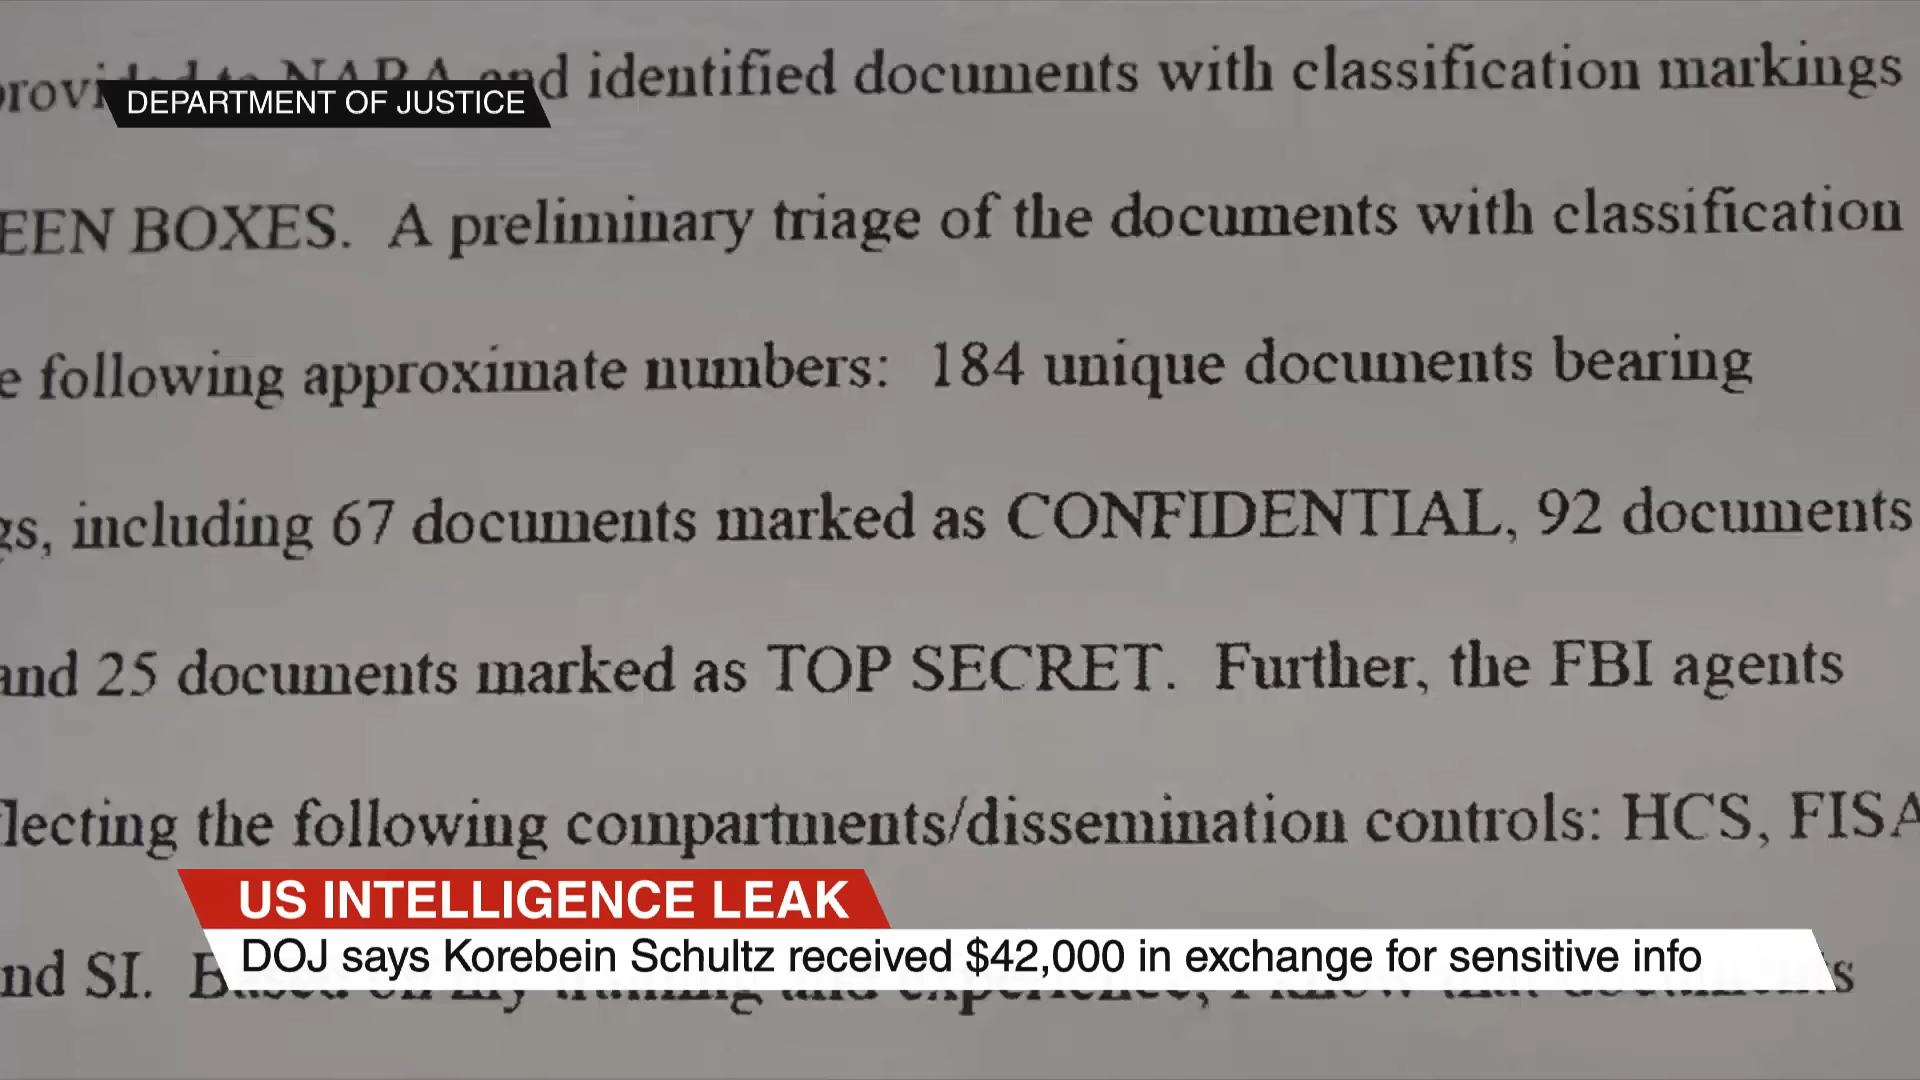 and identified documents with classification markings
DEPARTMENT OF JUSTICE
EEN BOXES. A preliminary triage of the documents with classification
e following approximate numbers: 184 unique documents bearing
gs, including 67 documents marked as CONFIDENTIAL, 92 documents
and 25 documents marked as TOP SECRET. Further, the FBI agents
lecting the following compartments/dissemination controls: HCS, FISA
US INTELLIGENCE LEAK
DOJ says Korebein Schultz received $42,000 in exchange for sensitive info
nd SI.